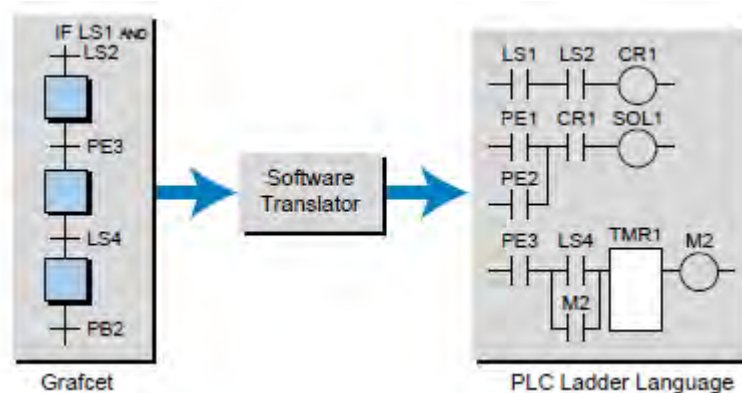 IF LS1 AND
LS2
PE3
LS4
PB2
Grafcet
Software
Translator
LS1 LS2 CR1
PE1 CR1 SOL1
PE2
PE3 LS4 TMR1 M2
M2
PLC Ladder Language